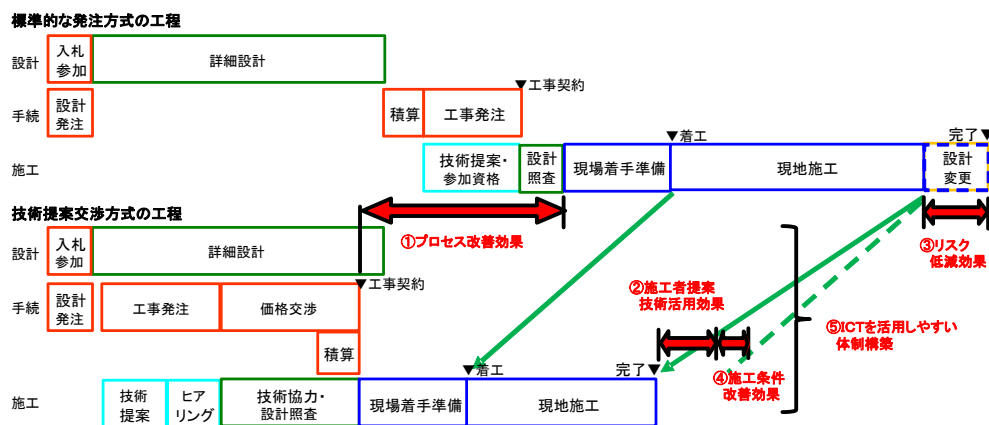 標準的な発注方式の工程
設計
入札
参加
詳細設計
▼工事契約
手続
設計
発注
積算
工事発注
▼着工
完了▼
施工
技術提案・
参加資格
設計
照査
現場着手準備
現地施工
設計
変更
技術提案交渉方式の工程
①プロセス改善効果
③リスク
低減効果
設計
入札
参加
詳細設計
▼工事契約
②施工者提案
技術活用効果
手続
設計
発注
工事発注
価格交渉
⑤ICTを活用しやすい
体制構築
積算
▼着工
完了▼
④施工条件
改善効果
施工
技術
提案
ヒア
リング
技術協力・
設計照査
現場着手準備
現地施工